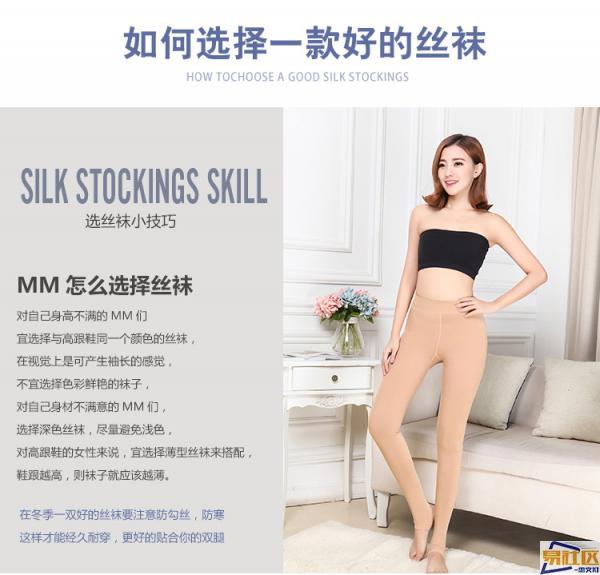 如何选择一款好的丝袜
HOW TOCHOOSE A GOOD SILK STOCKINGS
SILK STOCKINGS SKILL
选丝袜小技巧
MM 怎么选择丝袜
对自己身高不满的 MM 们
宜选择与高跟鞋同一个颜色的丝袜，
在视觉上是可产生袖长的感觉，
不宜选择色彩鲜艳的袜子，
对自己身材不满意的 MM 们，
选择深色丝袜，尽量避免浅色，
对高跟鞋的女性来说，宜选择薄型丝袜来搭配，
鞋跟越高，则袜子就应该越薄。
在冬季一双好的丝袜要注意防勾丝，防寒
这样才能经久耐穿，更好的贴合你的双腿
易社区